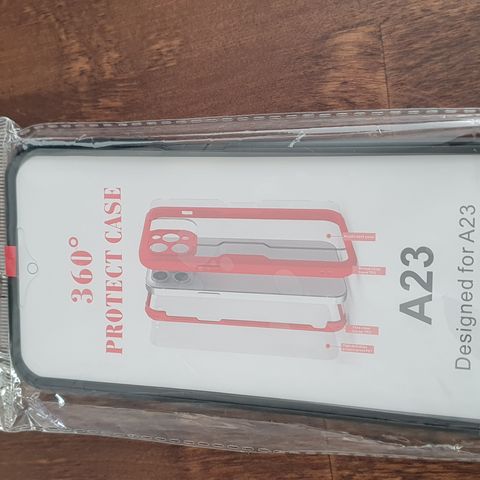 360°
PROTECT CASE
A23
Designed for A23